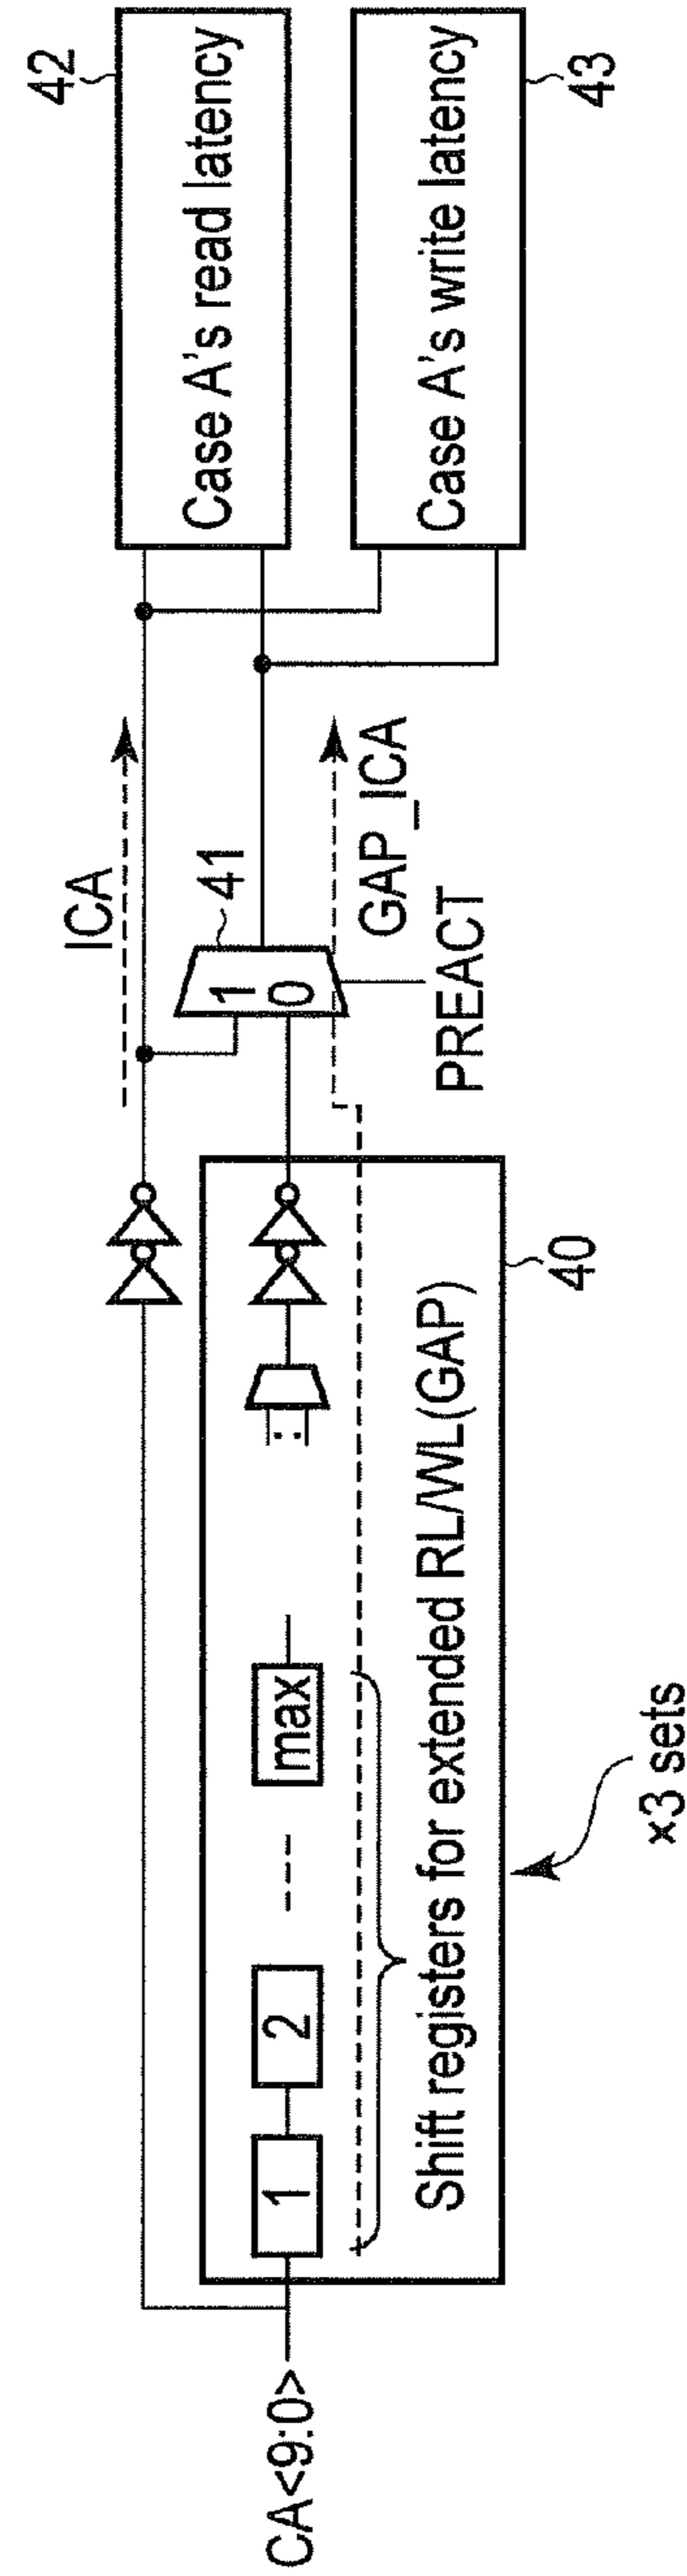 CA<9:0>
1
2
max
:
Shift registers for extended RL/WL(GAP)
×3 sets
40
ICA
41
1
0
GAP_ICA
PREACT
42
Case A's read latency
Case A's write latency
43